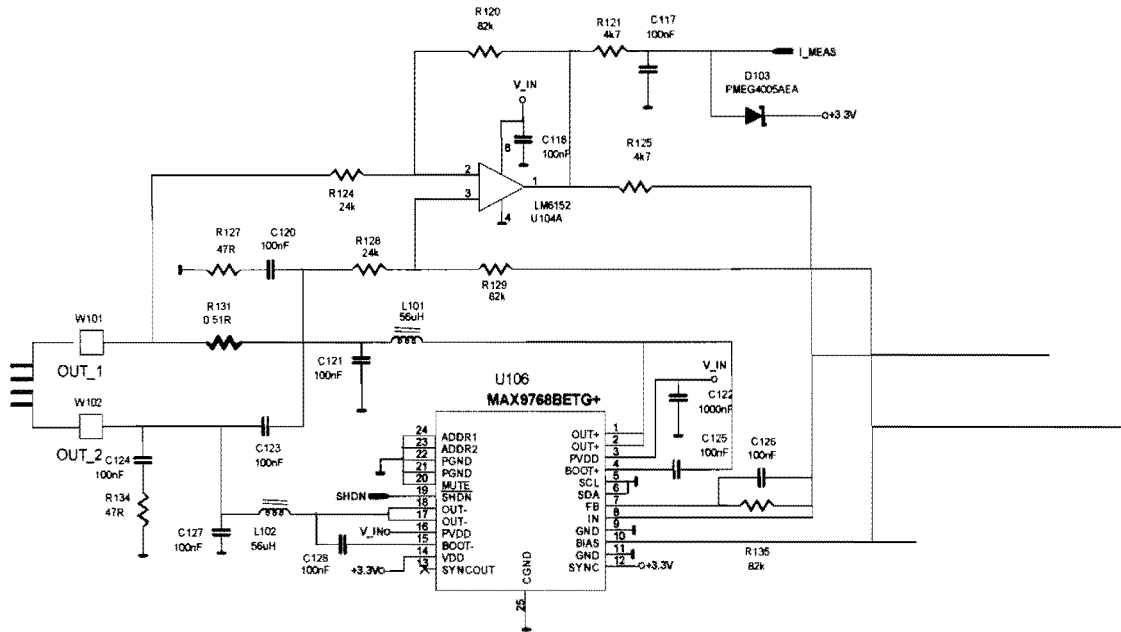 R120
82k
R121
4k7
C117
100nF
I_MEAS
D103
PMEG4005AEA
+3.3V
V_IN
8
C118
100nF
R125
4k7
2
3
1
4
LM6152
U104A
R124
24k
R127
47R
C120
100nF
R128
24k
R129
82k
R131
0.51R
L101
56uH
W101
OUT_1
W102
OUT_2
C121
100nF
C123
100nF
C124
100nF
R134
47R
C127
100nF
L102
56uH
C128
100nF
U106
MAX9768BETG+
V_IN
C122
1000nF
C125
100nF
C126
100nF
R135
82k
SHDN
V_IN
+3.3V
24 ADDR1
23 ADDR2
22 PGND
21 PGND
20 MUTE
19 SHDN
18 OUT-
17 OUT-
16 PVDD
15 BOOT-
14 VDD
13 SYNCOUT
OUT+ 1
OUT+ 2
PVDD 3
BOOT+ 4
SCL 5
SDA 6
FB 7
IN 8
GND 9
BIAS 10
GND 11
SYNC 12
+3.3V
CGND
25